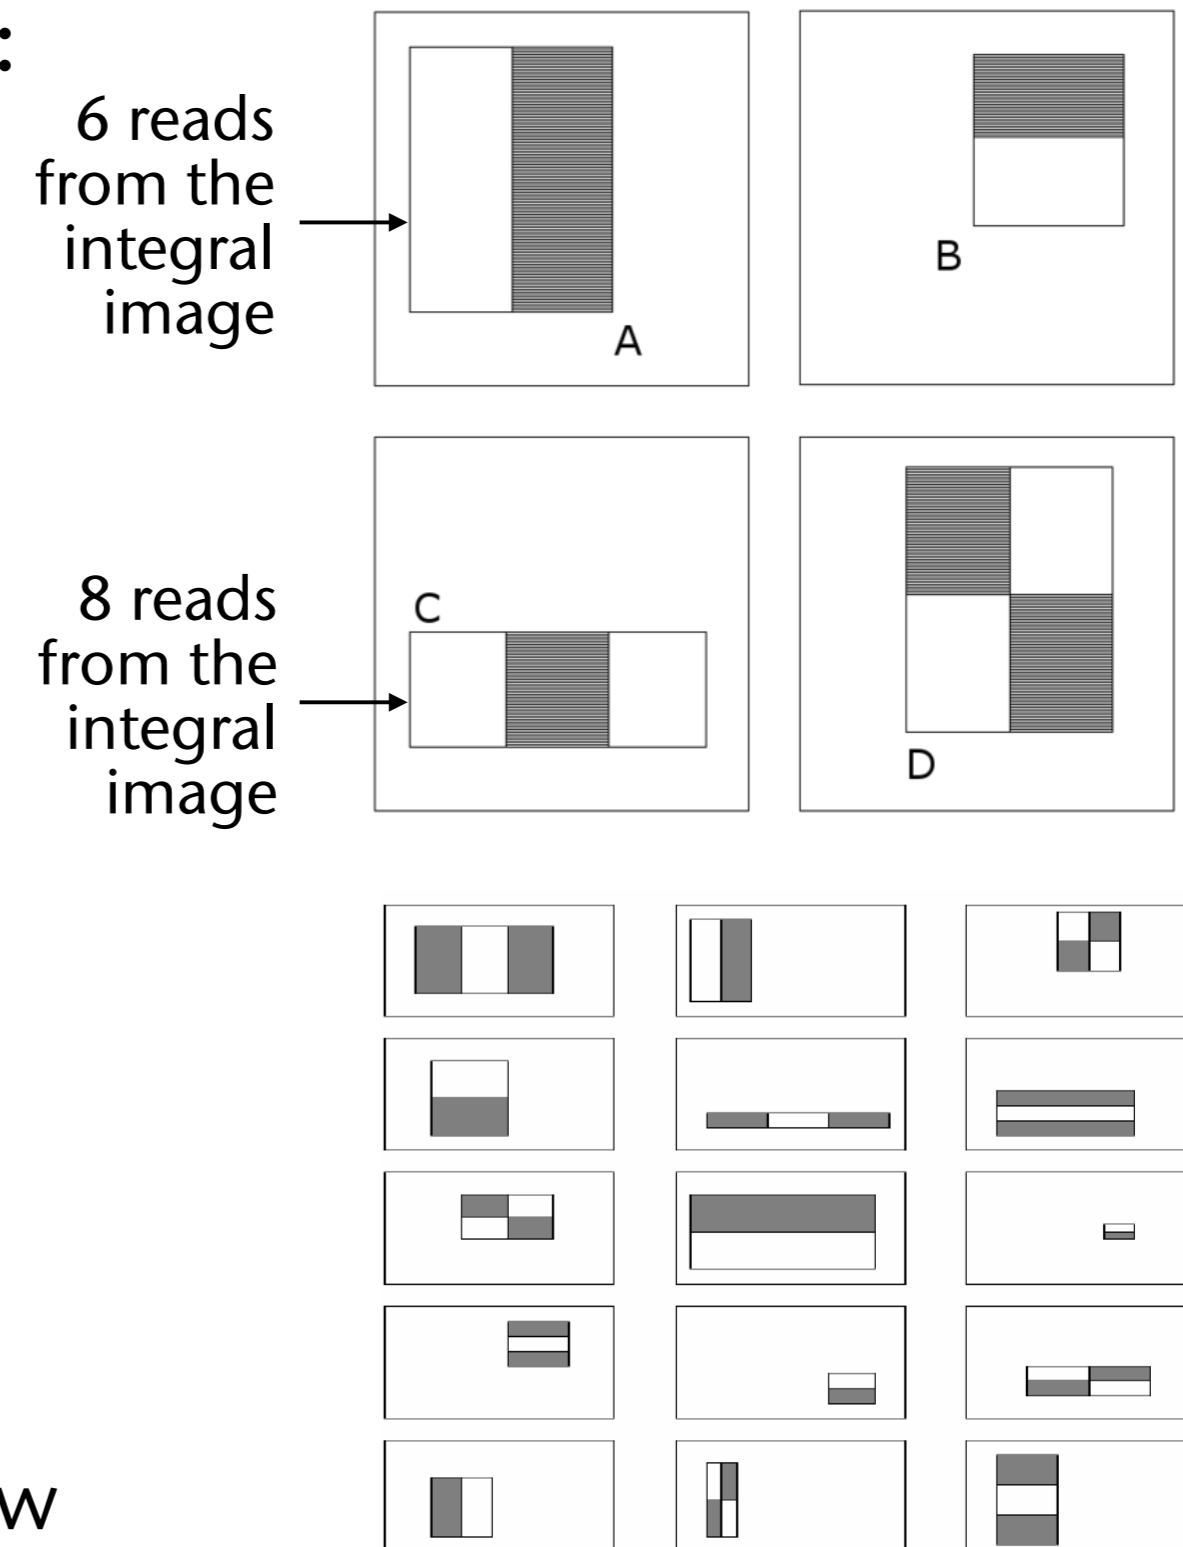 :
6 reads
from the
integral
image
A
B
8 reads
from the
integral
image
C
D
w